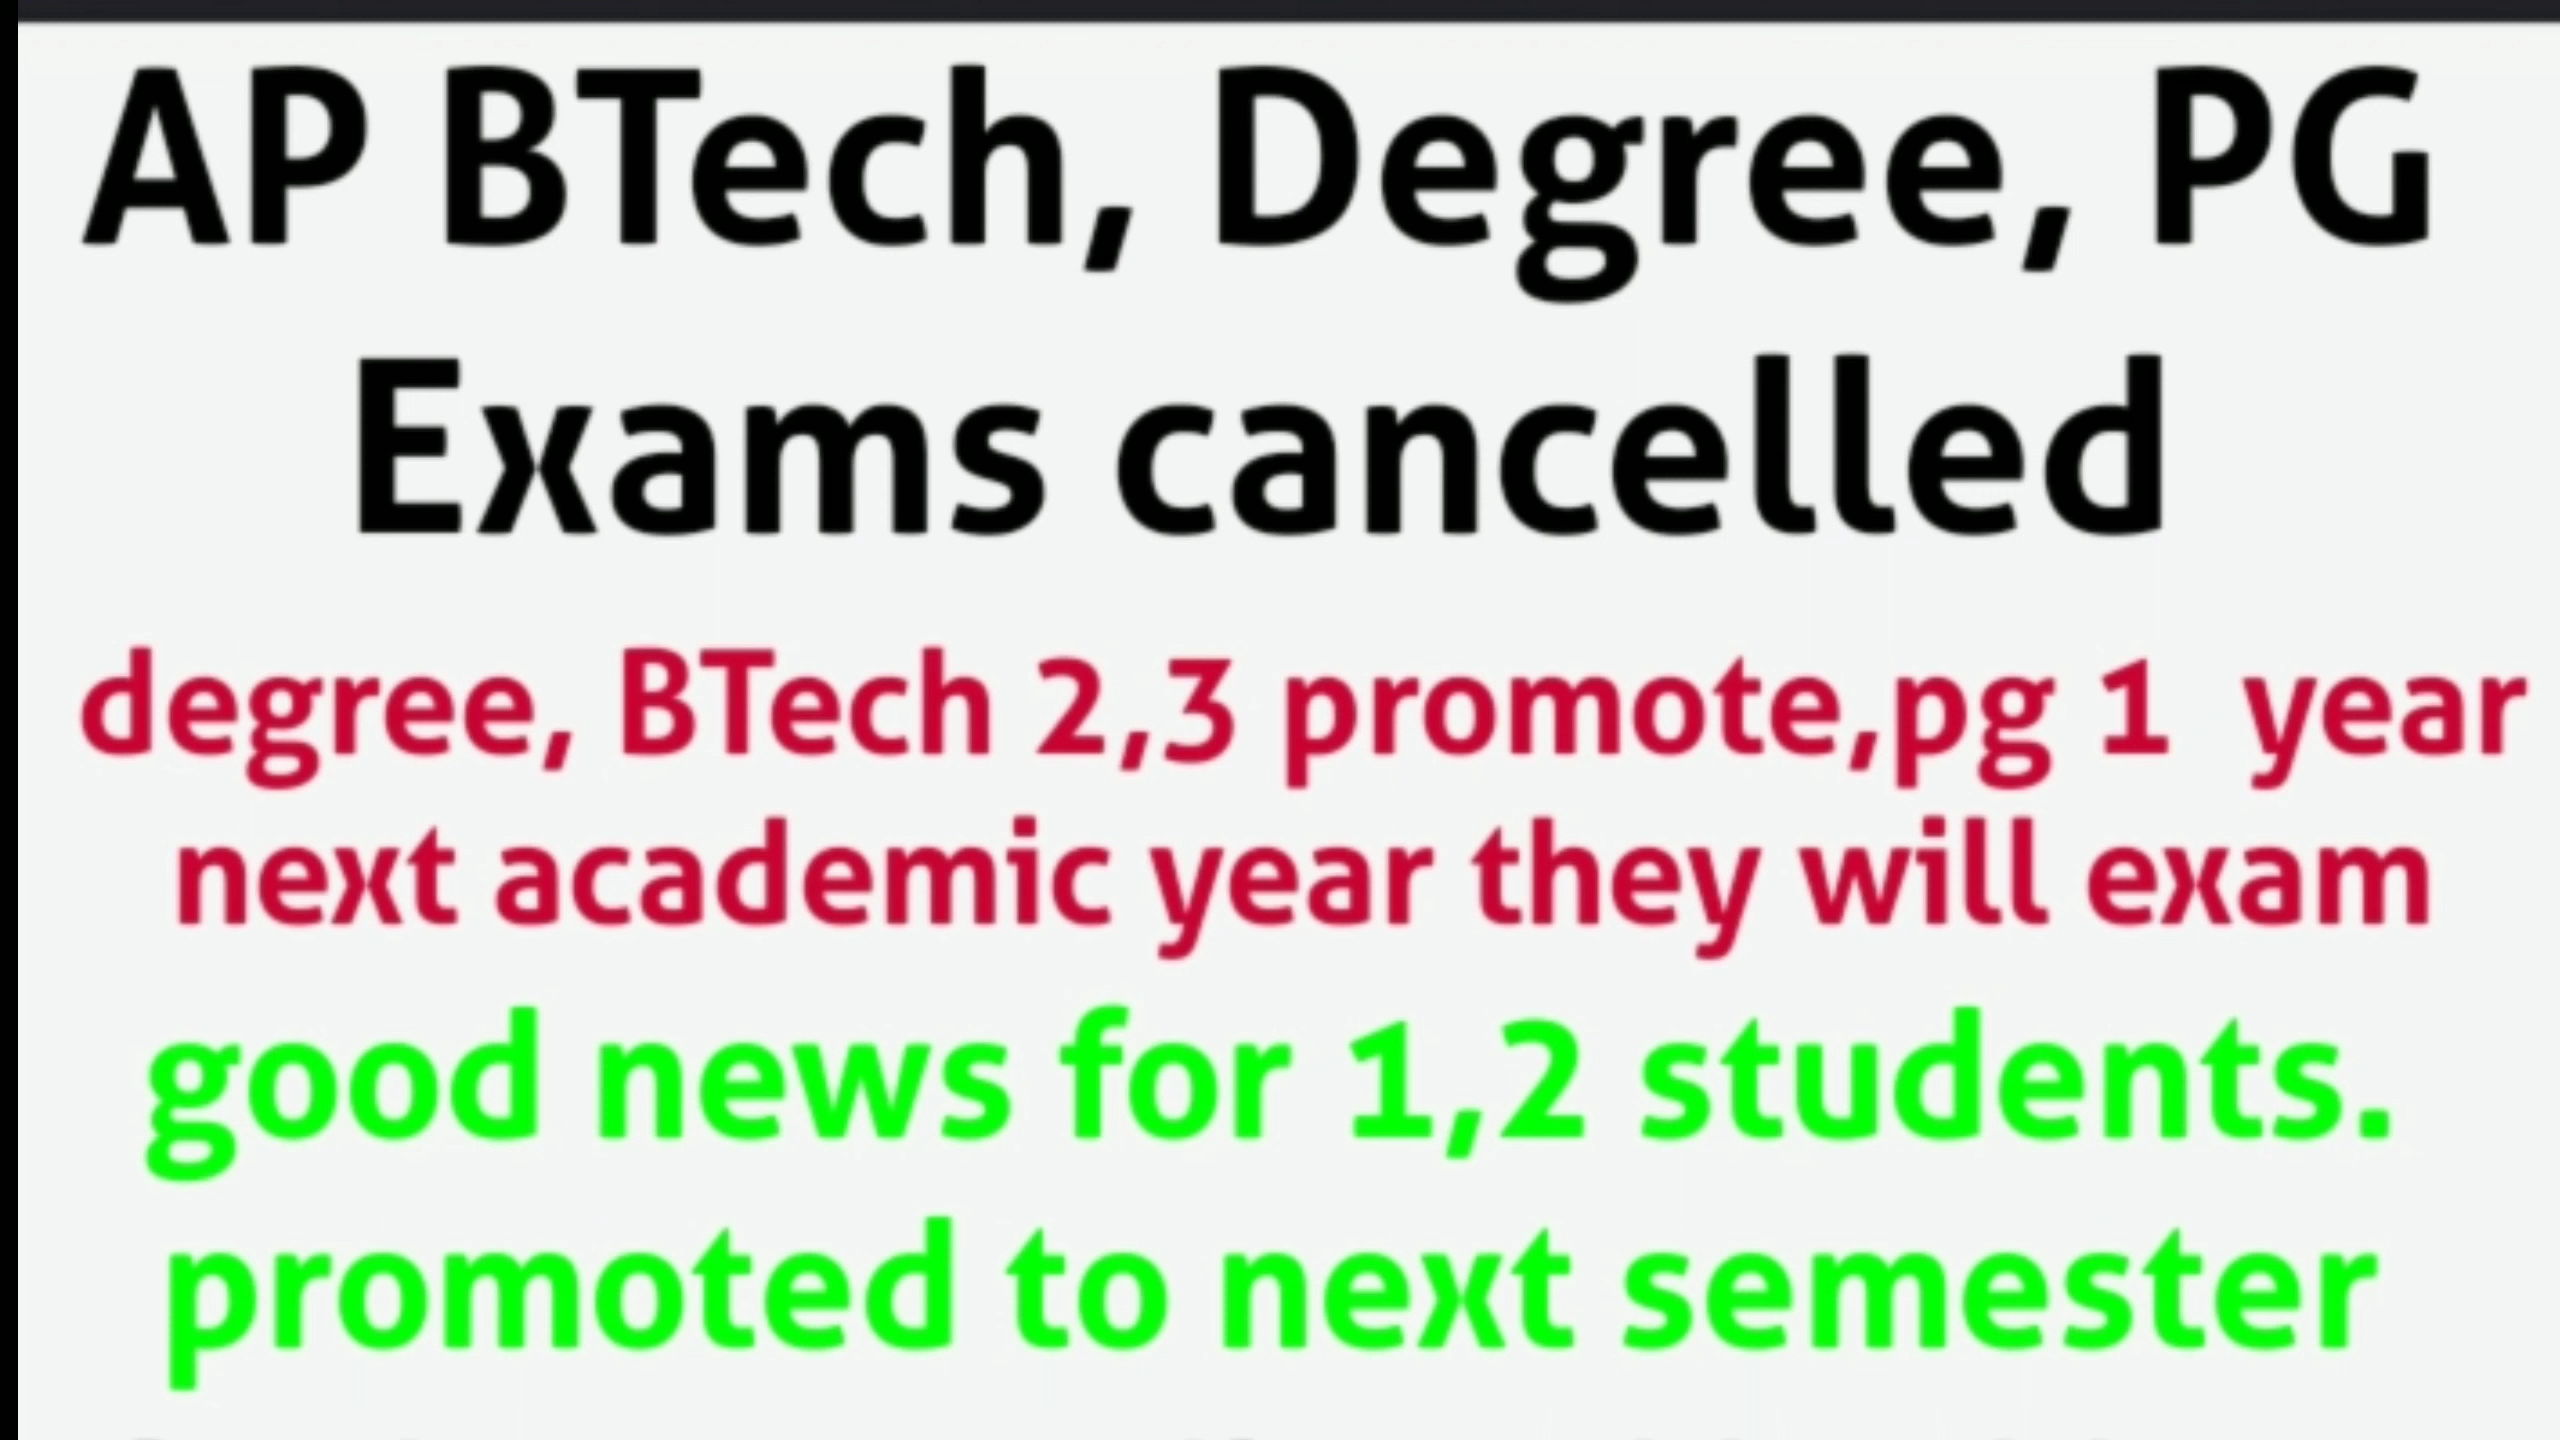 AP BTech, Degree, PG
Exams cancelled
degree, BTech 2,3 promote,pg 1 year
next academic year they will exam
good news for 1,2 students.
promoted to next semester